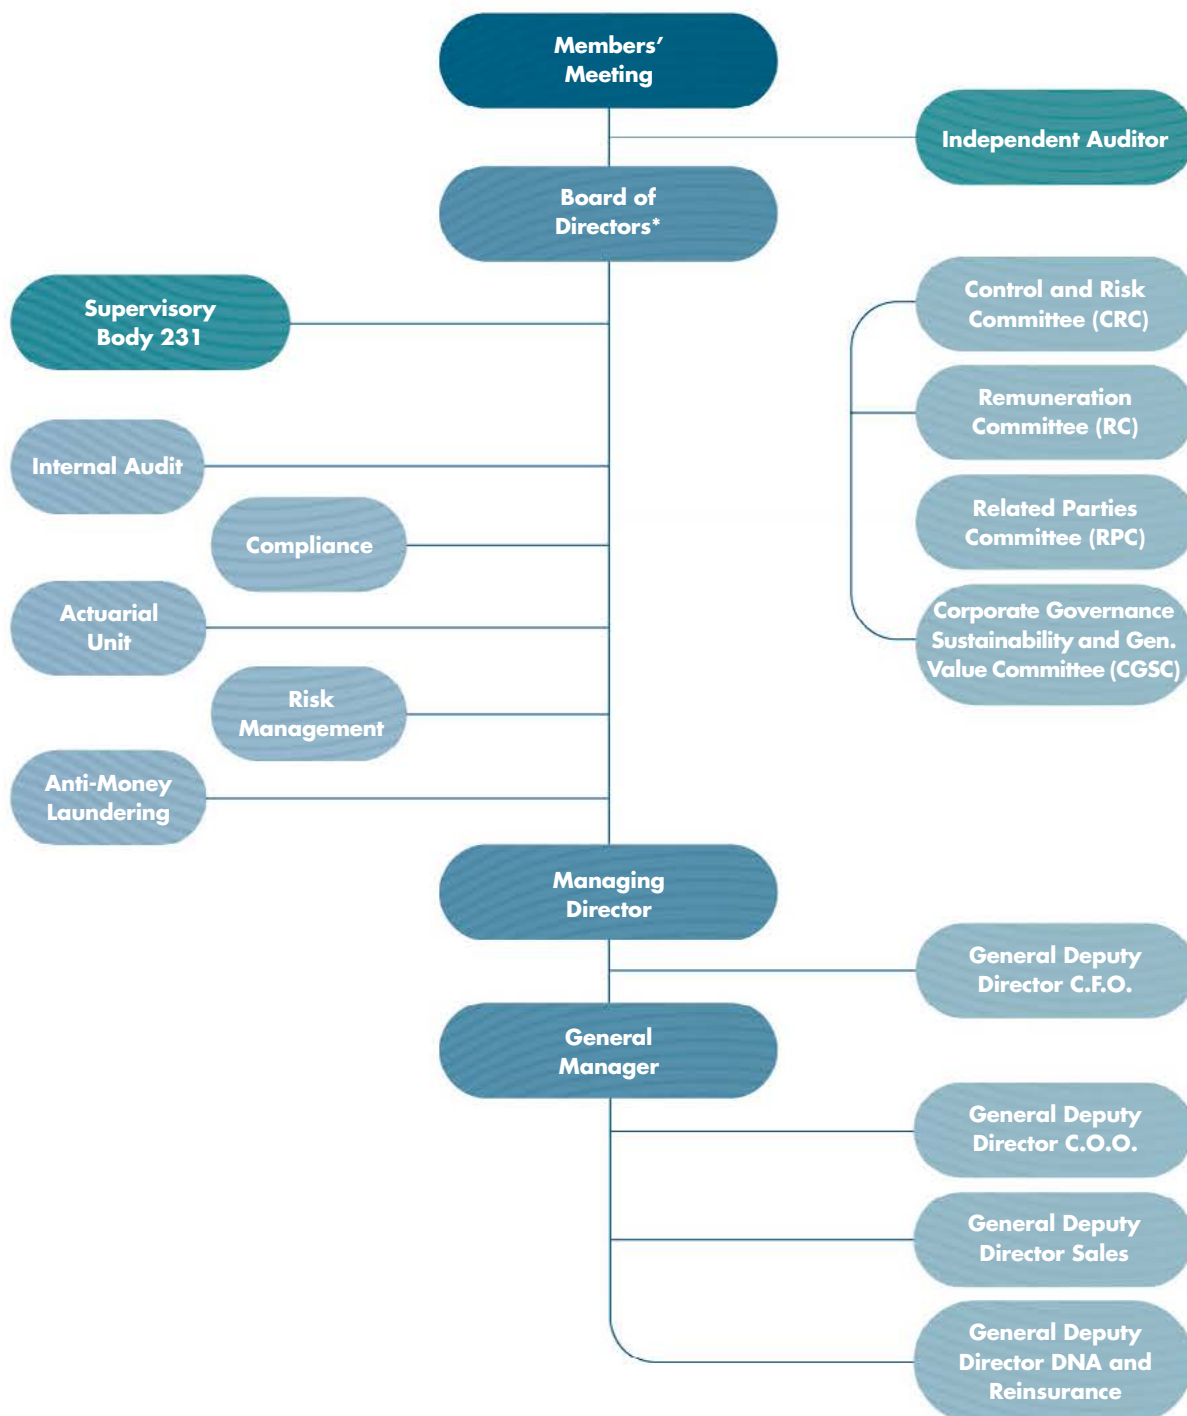 Members’
Meeting
Independent Auditor
Board of
Directors*
Supervisory
Body 231
Control and Risk
Committee (CRC)
Remuneration
Committee (RC)
Internal Audit
Related Parties
Committee (RPC)
Compliance
Actuarial
Unit
Corporate Governance
Sustainability and Gen.
Value Committee (CGSC)
Risk
Management
Anti-Money
Laundering
Managing
Director
General Deputy
Director C.F.O.
General
Manager
General Deputy
Director C.O.O.
General Deputy
Director Sales
General Deputy
Director DNA and
Reinsurance